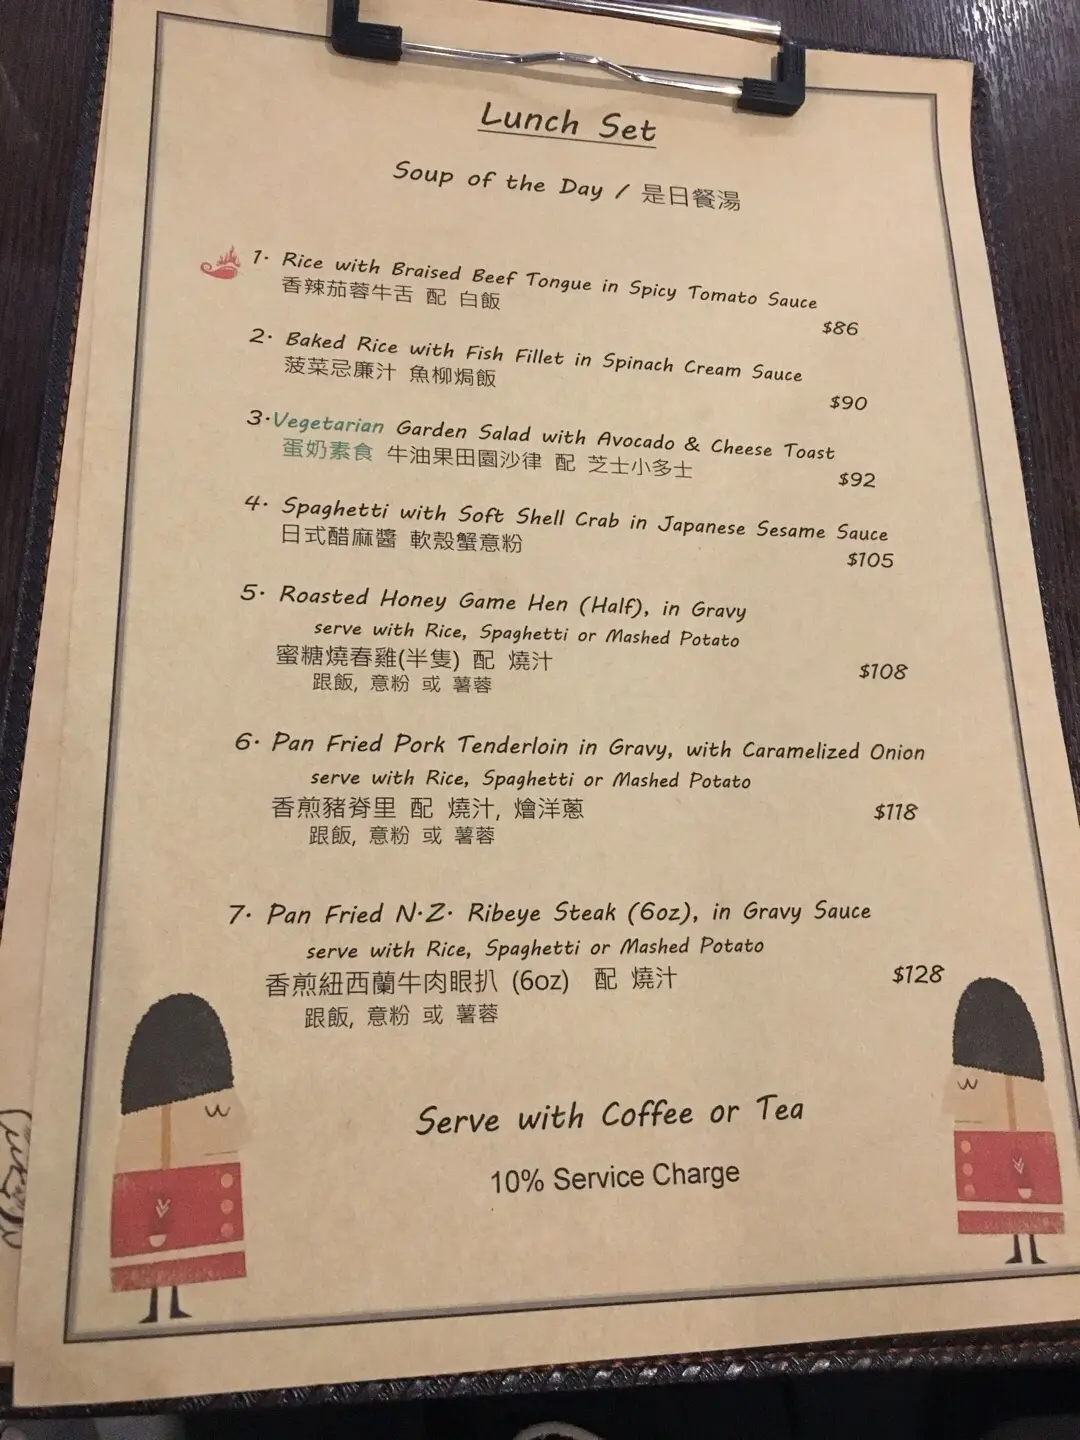 Lunch Set
Soup of the Day / 是日餐湯
1. Rice with Braised Beef Tongue in Spicy Tomato Sauce
香辣茄蓉牛舌 配 白飯
$86
2. Baked Rice with Fish Fillet in Spinach Cream Sauce
菠菜忌廉汁 魚柳焗飯
$90
3.Vegetarian Garden Salad with Avocado & Cheese Toast
蛋奶素食 牛油果田園沙律 配 芝士小多士
$92
4. Spaghetti with Soft Shell Crab in Japanese Sesame Sauce
日式醋麻醬 軟殼蟹意粉
$105
5. Roasted Honey Game Hen (Half), in Gravy
serve with Rice, Spaghetti or Mashed Potato
蜜糖燒春雞(半隻) 配 燒汁
$108
跟飯, 意粉 或 薯蓉
6. Pan Fried Pork Tenderloin in Gravy, with Caramelized Onion
serve with Rice, Spaghetti or Mashed Potato
香煎豬脊里 配 燒汁, 燴洋蔥
$118
跟飯, 意粉 或 薯蓉
7. Pan Fried N.Z. Ribeye Steak (6oz), in Gravy Sauce
serve with Rice, Spaghetti or Mashed Potato
香煎紐西蘭牛肉眼扒 (6oz) 配 燒汁
$128
跟飯, 意粉 或 薯蓉
Serve with Coffee or Tea
10% Service Charge